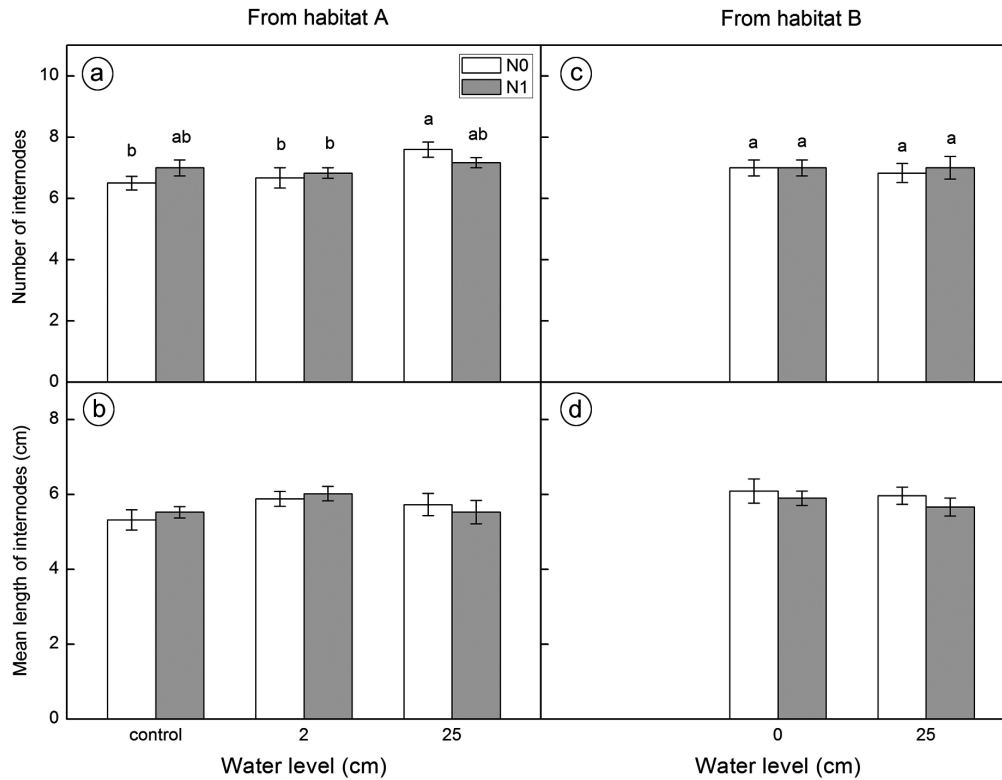 From habitat A
From habitat B
Number of internodes
10
8
6
4
2
0
a
b
ab
b
b
a
ab
N0
N1
c
a
a
a
a
Mean length of internodes (cm)
8
6
4
2
0
b
d
control
2
25
0
25
Water level (cm)
Water level (cm)